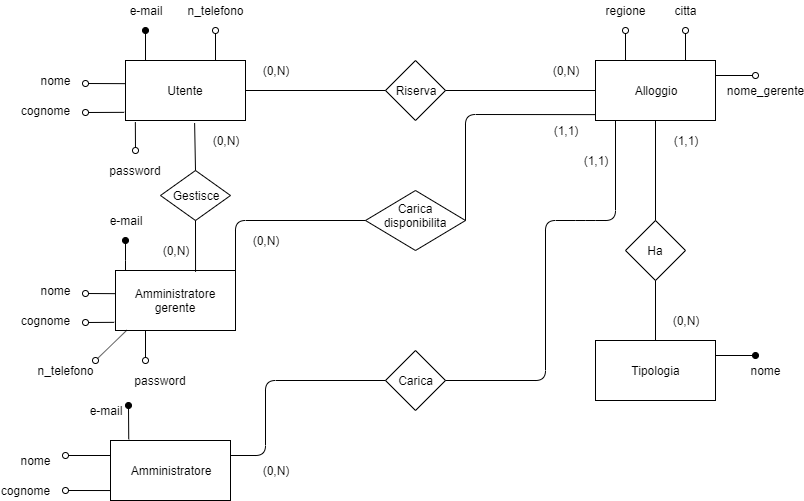 e-mail
n_telefono
regione
citta
nome
Utente
(0,N)
Riserva
(0,N)
Alloggio
nome_gerente
cognome
(0,N)
(1,1)
(1,1)
(1,1)
password
Gestisce
Carica
disponibilita
e-mail
(0,N)
(0,N)
Ha
nome
Amministratore
gerente
cognome
(0,N)
n_telefono
password
Carica
Tipologia
nome
e-mail
nome
Amministratore
(0,N)
cognome